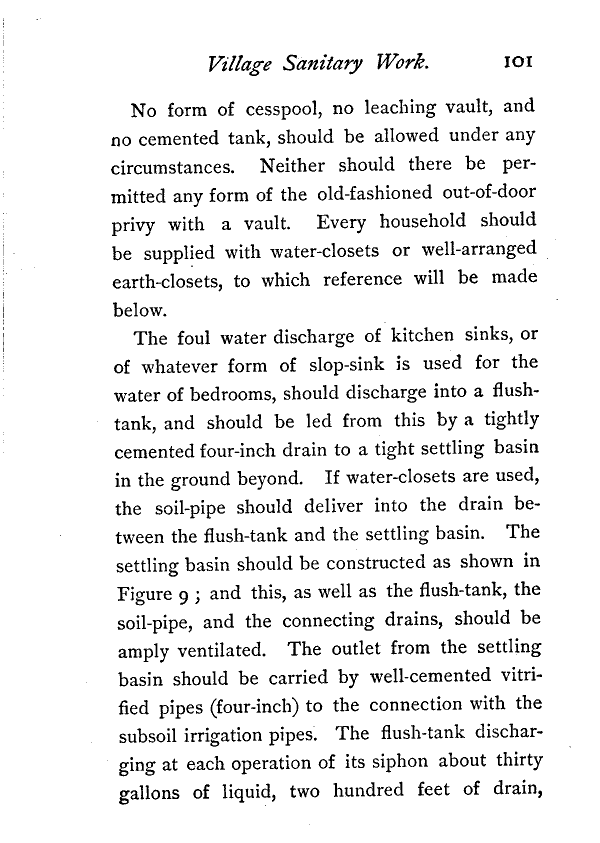 Village Sanitary Work. 101
No form of cesspool, no leaching vault, and
no cemented tank, should be allowed under any
circumstances. Neither should there be per-
mitted any form of the old-fashioned out-of-door
privy with a vault. Every household should
be supplied with water-closets or well-arranged
earth-closets, to which reference will be made
below.
The foul water discharge of kitchen sinks, or
of whatever form of slop-sink is used for the
water of bedrooms, should discharge into a flush-
tank, and should be led from this by a tightly
cemented four-inch drain to a tight settling basin
in the ground beyond. If water-closets are used,
the soil-pipe should deliver into the drain be-
tween the flush-tank and the settling basin. The
settling basin should be constructed as shown in
Figure 9 ; and this, as well as the flush-tank, the
soil-pipe, and the connecting drains, should be
amply ventilated. The outlet from the settling
basin should be carried by well-cemented vitri-
fied pipes (four-inch) to the connection with the
subsoil irrigation pipes. The flush-tank dischar-
ging at each operation of its siphon about thirty
gallons of liquid, two hundred feet of drain,